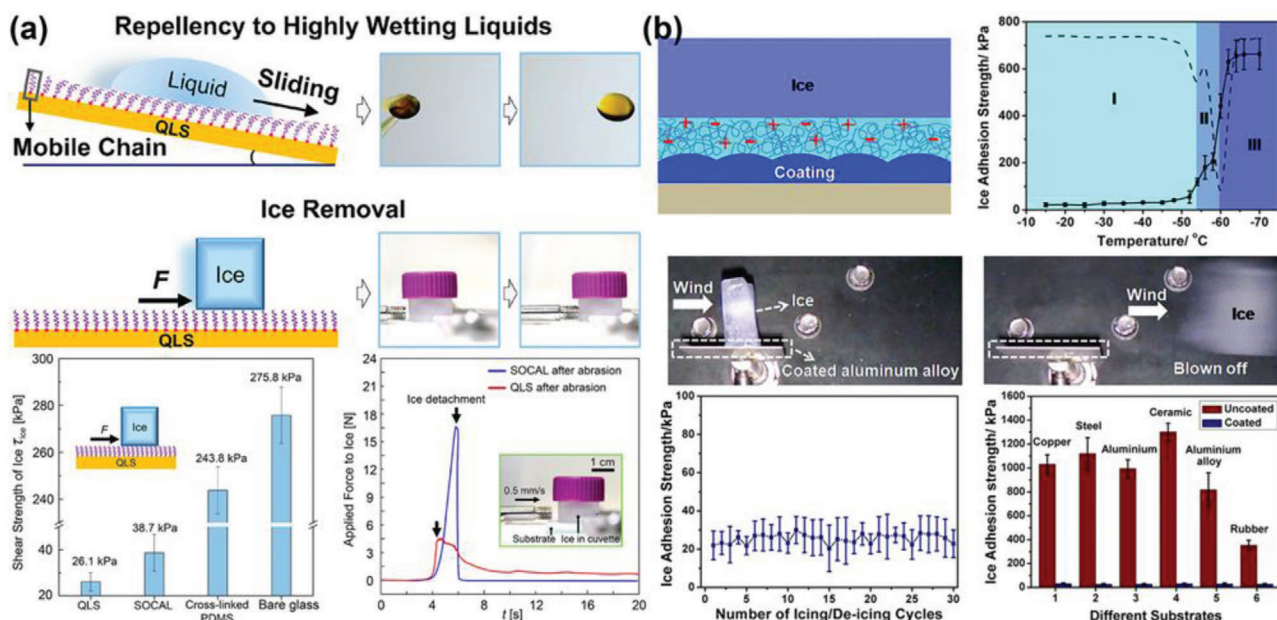 (a)
Repellency to Highly Wetting Liquids
Liquid
Sliding
QLS
Mobile Chain
Ice Removal
F
Ice
QLS
Shear Strength of Ice τice [kPa]
300
280
260
240
40
20
26.1 kPa
38.7 kPa
243.8 kPa
275.8 kPa
F
Ice
QLS
QLS
SOCAL
Cross-linked
PDMS
Bare glass
Applied Force to Ice [N]
24
21
18
15
12
9
6
3
0
SOCAL after abrasion
QLS after abrasion
Ice detachment
1 cm
0.5 mm/s
Substrate
Ice in cuvette
0
4
8
12
16
20
t [s]
(b)
Ice
+ - + - + + -
- + - + - + - +
Coating
Ice Adhesion Strength/ kPa
800
600
400
200
0
I
II
III
-10
-20
-30
-40
-50
-60
-70
Temperature/ °C
Wind
Ice
Coated aluminum alloy
Wind
Ice
Blown off
Ice Adhesion Strength/kPa
100
80
60
40
20
0
0
5
10
15
20
25
30
Number of Icing/De-icing Cycles
Ice Adhesion strength/ kPa
1600
1400
1200
1000
800
600
400
200
0
Uncoated
Coated
Copper
Steel
Aluminium
Ceramic
Aluminium
alloy
Rubber
1
2
3
4
5
6
Different Substrates